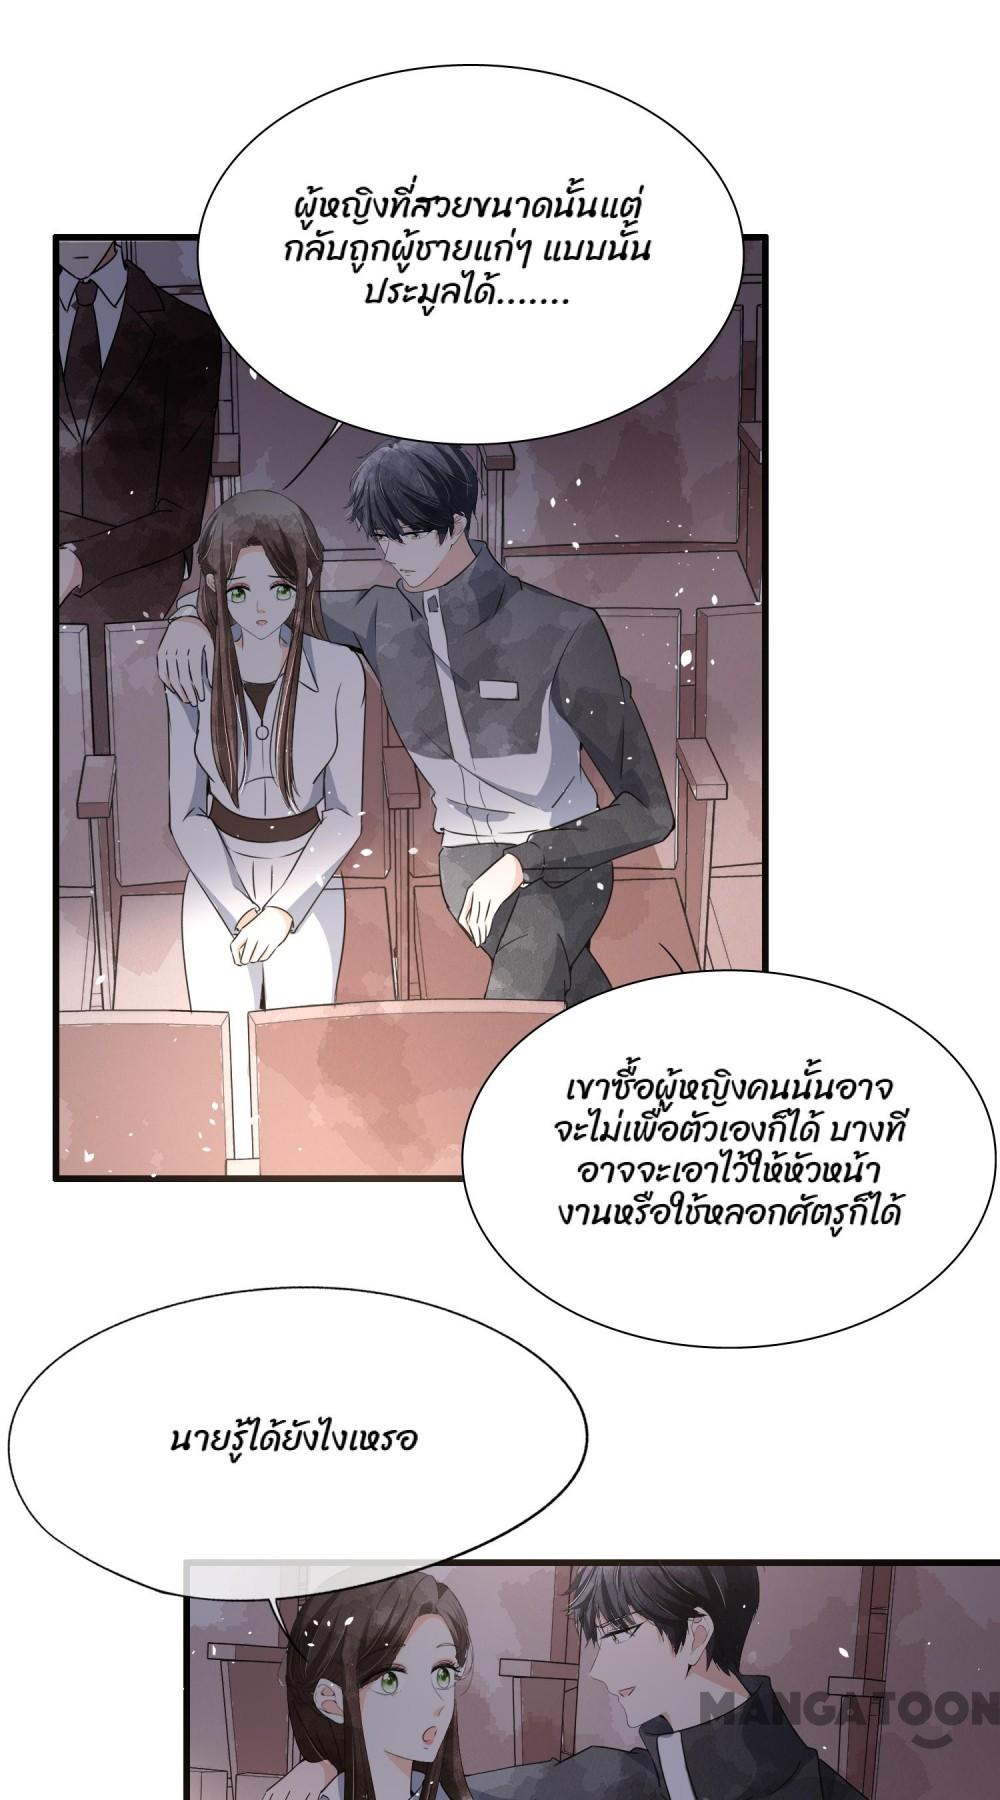 ผู้หญิงที่สวยขนาดนั้นแต่
กลับถูกผู้ชายแก่ๆ แบบนั้น
ประมูลได้.......
เขาซื้อผู้หญิงคนนั้นอาจ
จะไม่เพื่อตัวเองก็ได้ บางที
อาจจะเอาไว้ให้หัวหน้า
งานหรือใช้หลอกศัตรูก็ได้
นายรู้ได้ยังไงเหรอ
MANGATOON